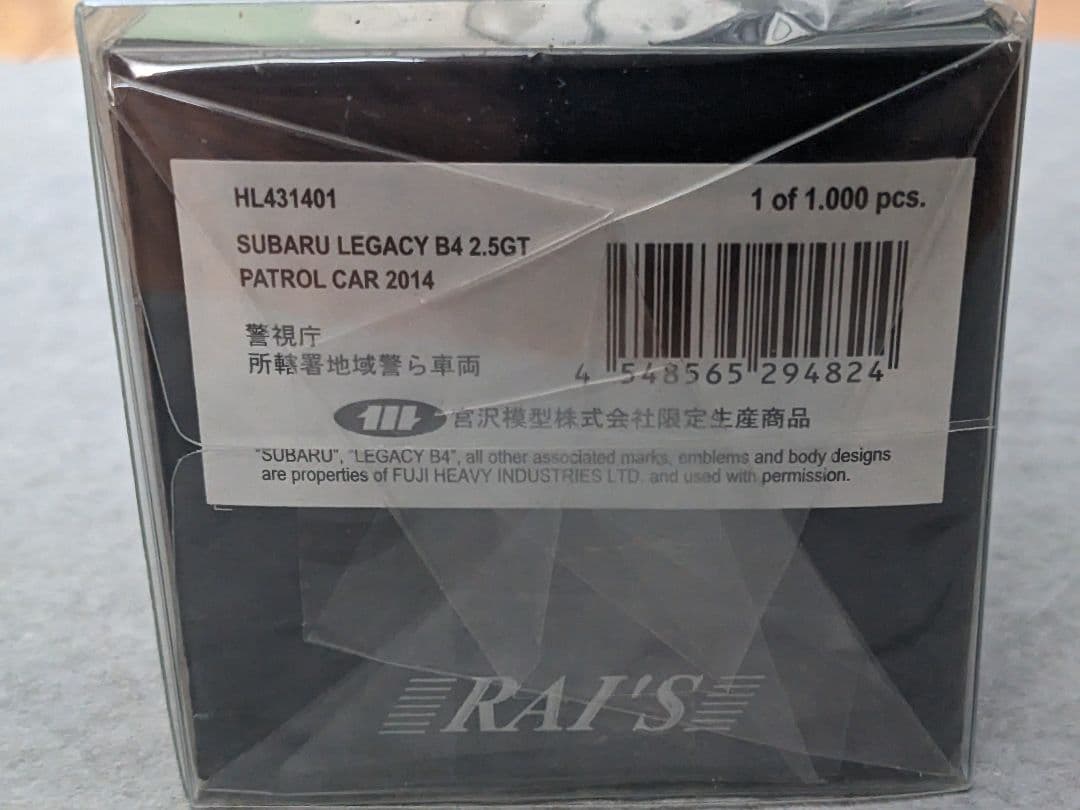 HL431401
1 of 1.000 pcs.
SUBARU LEGACY B4 2.5GT
PATROL CAR 2014
警視庁
所轄署地域警ら車両
4 548565 294824
宮沢模型株式会社限定生産商品
"SUBARU", "LEGACY B4", all other associated marks, emblems and body designs
are properties of FUJI HEAVY INDUSTRIES LTD. and used with permission.
RAI'S